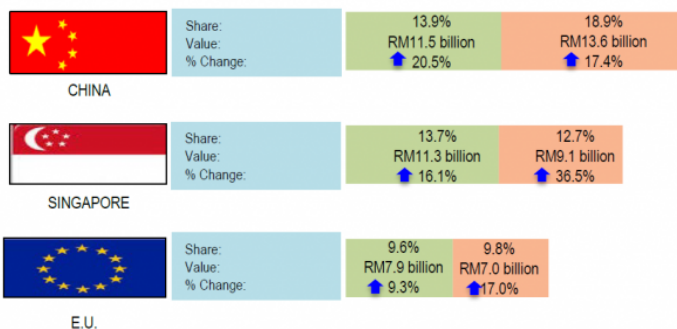 Share: 13.9% 18.9%
Value: RM11.5 billion RM13.6 billion
% Change: 20.5% 17.4%
CHINA
Share: 13.7% 12.7%
Value: RM11.3 billion RM9.1 billion
% Change: 16.1% 36.5%
SINGAPORE
Share: 9.6% 9.8%
Value: RM7.9 billion RM7.0 billion
% Change: 9.3% 17.0%
E.U.